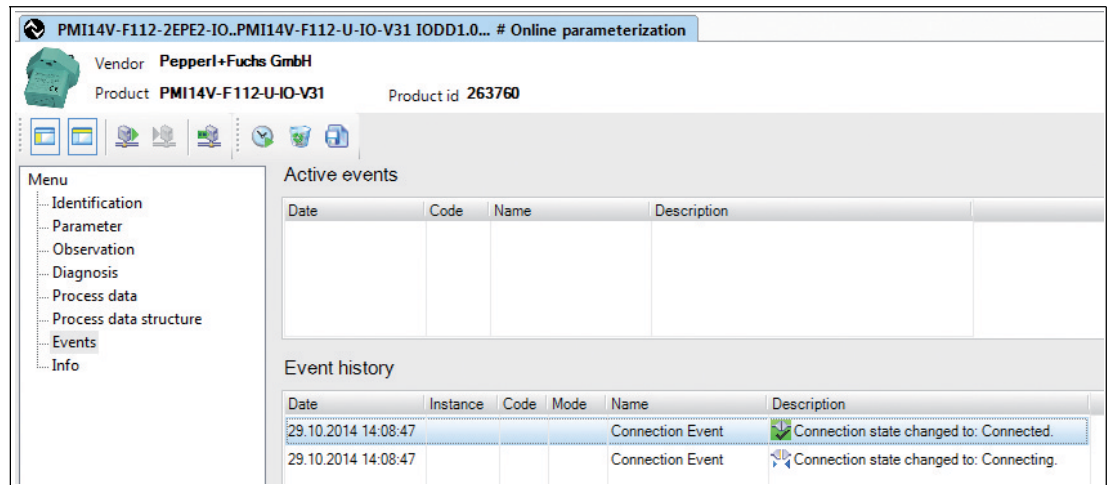 PMI14V-F112-2EPE2-IO..PMI14V-F112-U-IO-V31 IODD1.0... # Online parameterization
Vendor Pepperl+Fuchs GmbH
Product PMI14V-F112-U-IO-V31 Product id 263760
Menu
Identification
Parameter
Observation
Diagnosis
Process data
Process data structure
Events
Info
Active events
Date Code Name Description
Event history
Date Instance Code Mode Name Description
29.10.2014 14:08:47 Connection Event Connection state changed to: Connected.
29.10.2014 14:08:47 Connection Event Connection state changed to: Connecting.